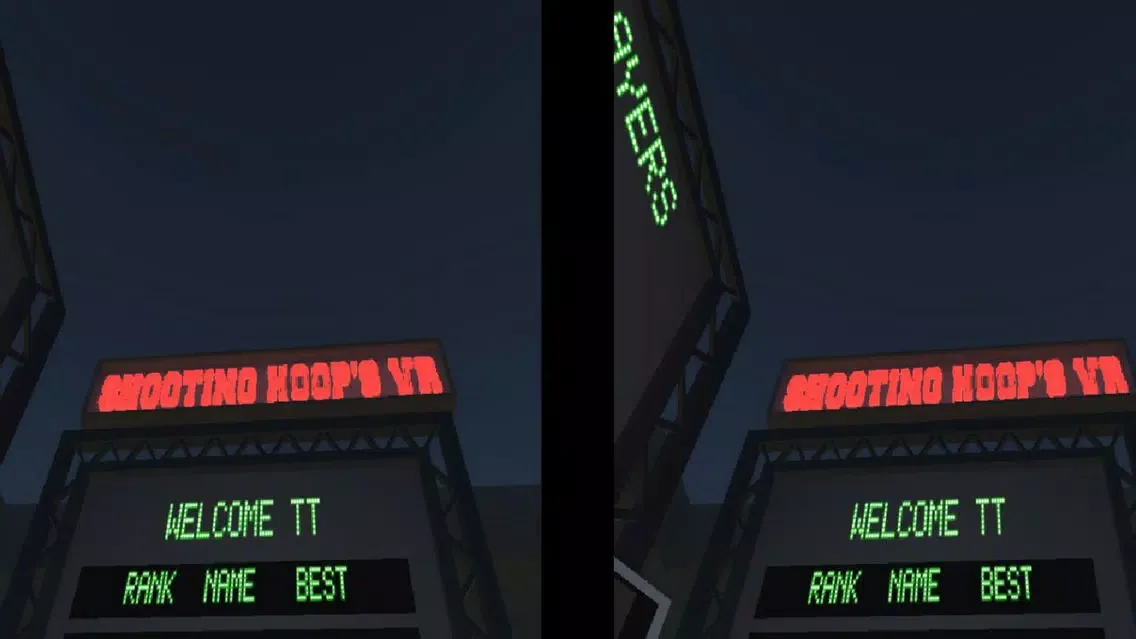 SHOOTING HOOP'S VR
WELCOME TT
RANK NAME BEST
AYERS
SHOOTING HOOP'S VR
WELCOME TT
RANK NAME BEST